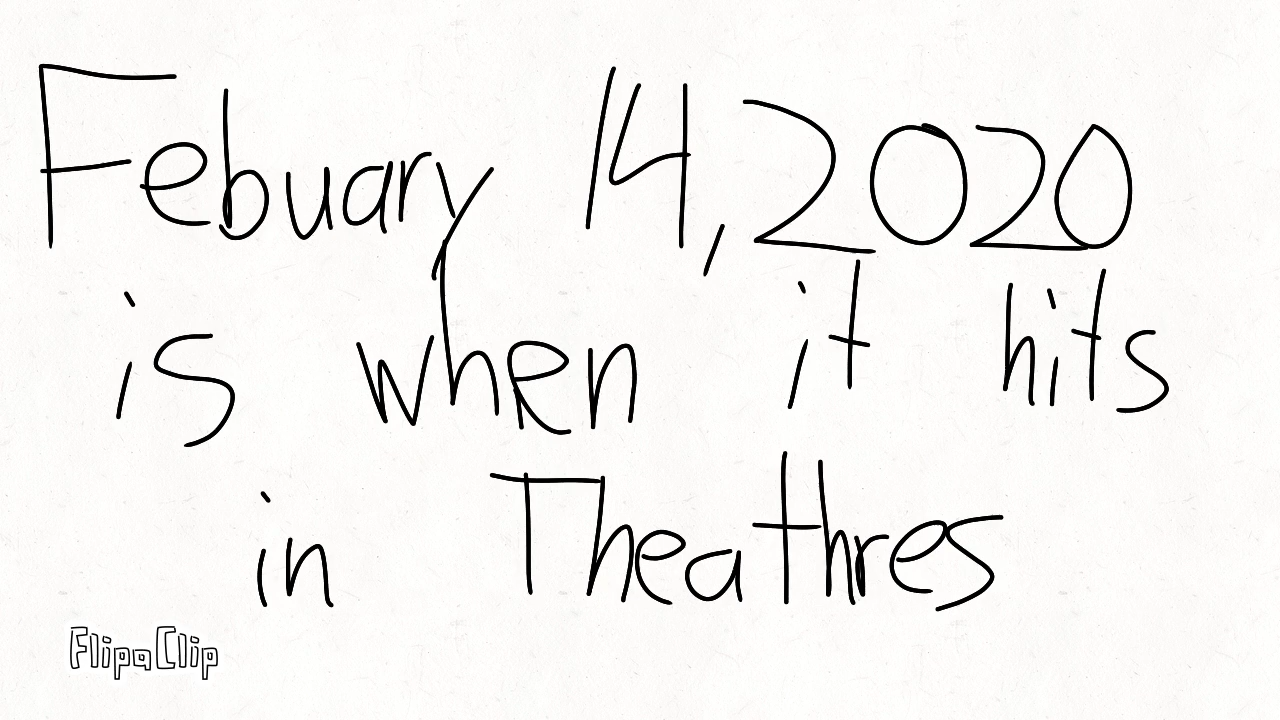 Febuary 14,2020
is when it hits
in Theathres
FlipaClip